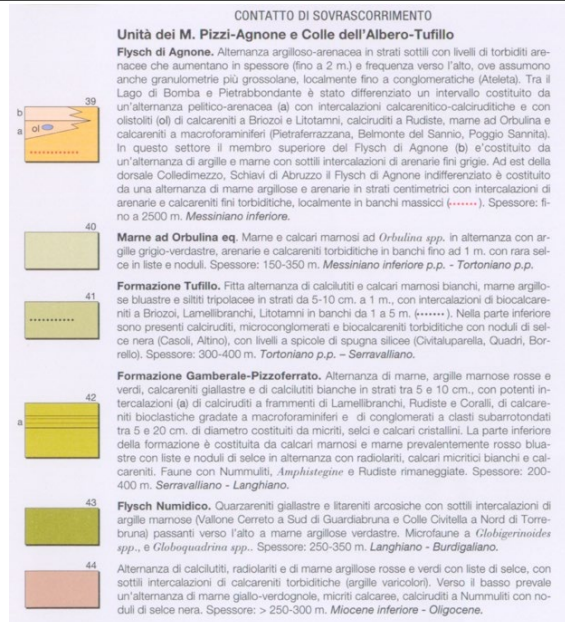 CONTATTO DI SOVRASCORRIMENTO
Unità dei M. Pizzi-Agnone e Colle dell'Albero-Tufillo
Flysch di Agnone. Alternanza argilloso-arenacea in strati sottili con livelli di torbiditi are-
nacee che aumentano in spessore (fino a 2 m.) e frequenza verso l'alto, ove assumono
anche granulometrie più grossolane, localmente fino a conglomeratiche (Ateleta). Tra il
Lago di Bomba e Pietrabbondante è stato differenziato un intervallo costituito da
un'alternanza pelitico-arenacea (a) con intercalazioni calcarenitico-calciruditiche e con
olistoliti (ol) di calcareniti a Briozoi e Litotamni, calciruditi a Rudiste, marne ad Orbulina e
calcareniti a macroforaminiferi (Pietraferrazzana, Belmonte del Sannio, Poggio Sannita).
In questo settore il membro superiore del Flysch di Agnone (b) e'costituito da
un'alternanza di argille e marne con sottili intercalazioni di arenarie fini grigie. Ad est della
dorsale Colledimezzo, Schiavi di Abruzzo il Flysch di Agnone indifferenziato è costituito
da una alternanza di marne argillose e arenarie in strati centimetrici con intercalazioni di
arenarie e calcareniti fini torbiditiche, localmente in banchi massicci (.......). Spessore: fi-
no a 2500 m. Messiniano inferiore.
39
b
a
ol
40
Marne ad Orbulina eq. Marne e calcari marnosi ad Orbulina spp. in alternanza con ar-
gille grigio-verdastre, arenarie e calcareniti torbiditiche in banchi fino ad 1 m. con rara sel-
ce in liste e noduli. Spessore: 150-350 m. Messiniano inferiore p.p. - Tortoniano p.p.
41
Formazione Tufillo. Fitta alternanza di calcilutiti e calcari marnosi bianchi, marne argillo-
se bluastre e siltiti tripolacee in strati da 5-10 cm. a 1 m., con intercalazioni di biocalcare-
niti a Briozoi, Lamellibranchi, Litotamni in banchi da 1 a 5 m. (.......). Nella parte inferiore
sono presenti calciruditi, microconglomerati e biocalcareniti torbiditiche con noduli di sel-
ce nera (Casoli, Altino), con livelli a spicole di spugna silicee (Civitaluparella, Quadri, Bor-
rello). Spessore: 300-400 m. Tortoniano p.p. – Serravalliano.
42
a
Formazione Gamberale-Pizzoferrato. Alternanza di marne, argille marnose rosse e
verdi, calcareniti giallastre e di calcilutiti bianche in strati tra 5 e 10 cm., con potenti in-
tercalazioni (a) di calciruditi a frammenti di Lamellibranchi, Rudiste e Coralli, di calcare-
niti bioclastiche gradate a macroforaminiferi e di conglomerati a clasti subarrotondati
tra 5 e 20 cm. di diametro costituiti da micriti, selci e calcari cristallini. La parte inferiore
della formazione è costituita da calcari marnosi e marne prevalentemente rosso blua-
stre con liste e noduli di selce in alternanza con radiolariti, calcari micritici bianchi e cal-
careniti. Faune con Nummuliti, Amphistegine e Rudiste rimaneggiate. Spessore: 200-
400 m. Serravalliano - Langhiano.
43
Flysch Numidico. Quarzareniti giallastre e litareniti arcosiche con sottili intercalazioni di
argille marnose (Vallone Cerreto a Sud di Guardiabruna e Colle Civitella a Nord di Torre-
bruna) passanti verso l'alto a marne argillose verdastre. Microfaune a Globigerinoides
spp., e Globoquadrina spp.. Spessore: 250-350 m. Langhiano - Burdigaliano.
44
Alternanza di calcilutiti, radiolariti e di marne argillose rosse e verdi con liste di selce, con
sottili intercalazioni di calcareniti torbiditiche (argille varicolori). Verso il basso prevale
un'alternanza di marne giallo-verdognole, micriti calcaree, calciruditi a Nummuliti con no-
duli di selce nera. Spessore: > 250-300 m. Miocene inferiore - Oligocene.